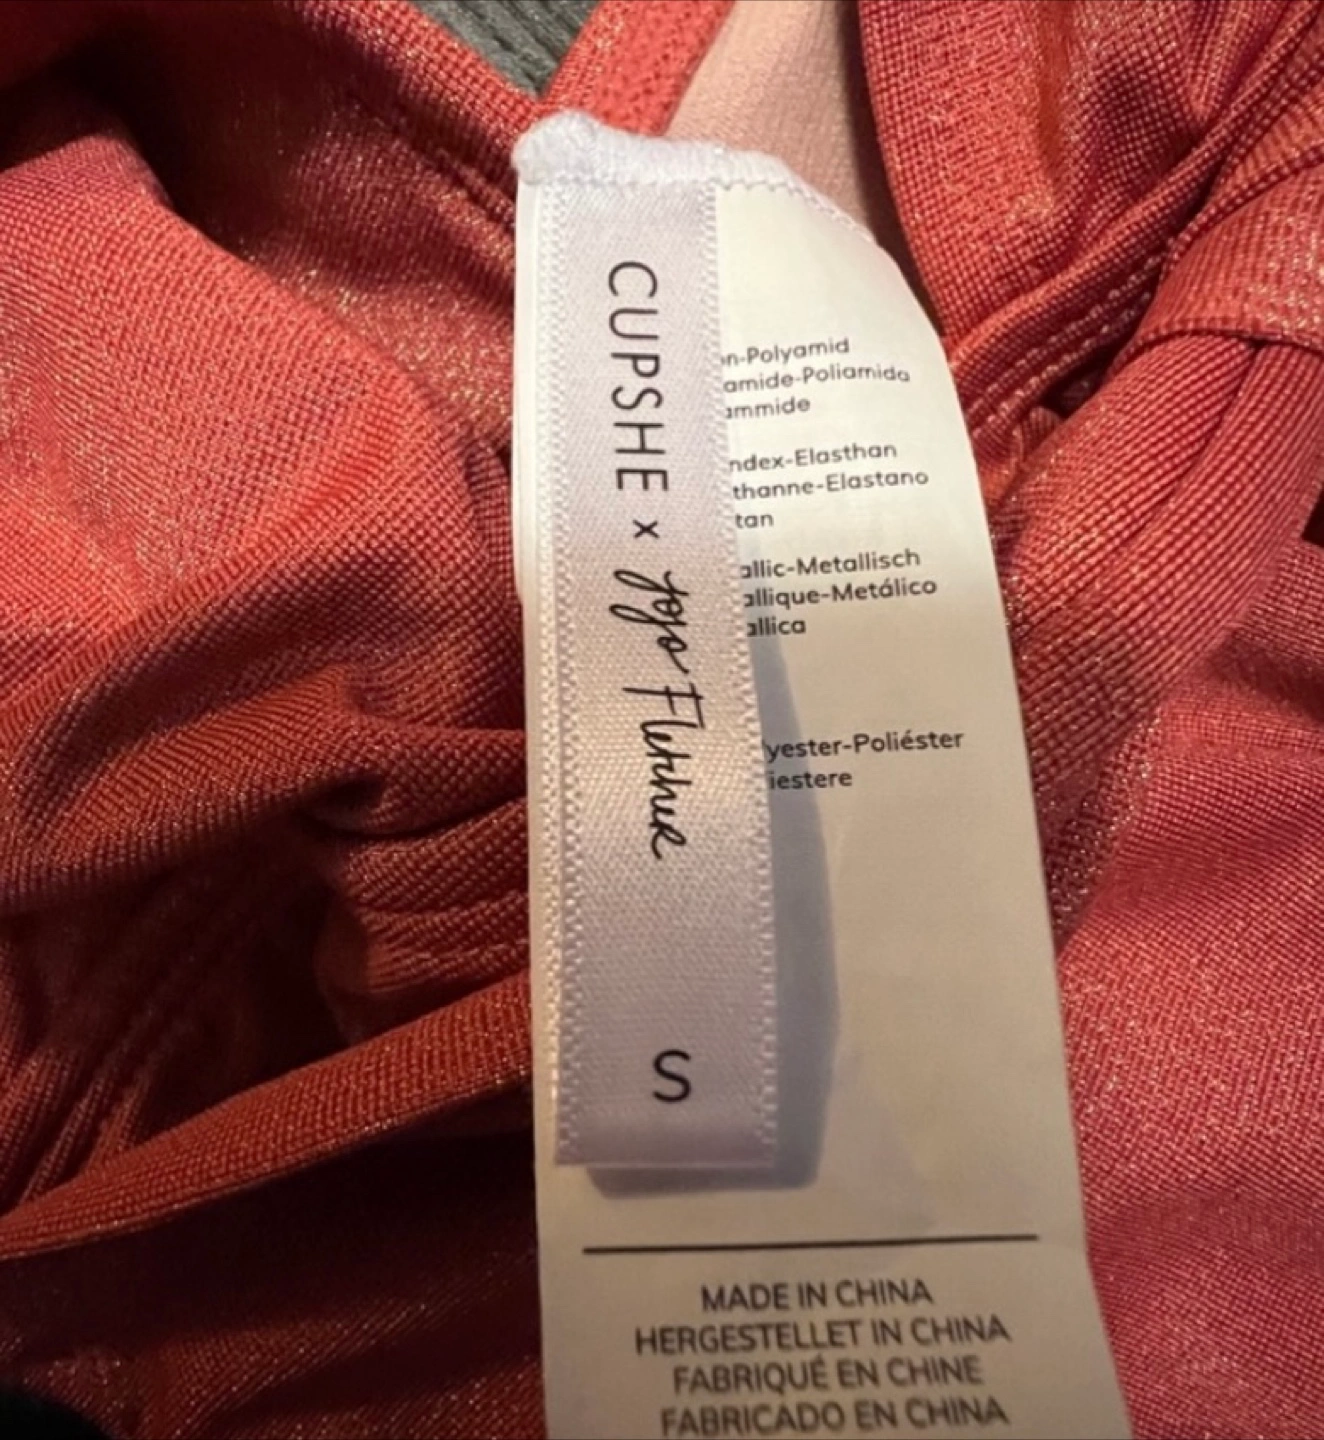 CUPSHE x JoJo Fletcher
S
n-Polyamid
amide-Poliamida
ammide
ndex-Elasthan
thanne-Elastano
tan
allic-Metallisch
allique-Metálico
allica
yester-Poliéster
iestere
MADE IN CHINA
HERGESTELLET IN CHINA
FABRIQUÉ EN CHINE
FABRICADO EN CHINA